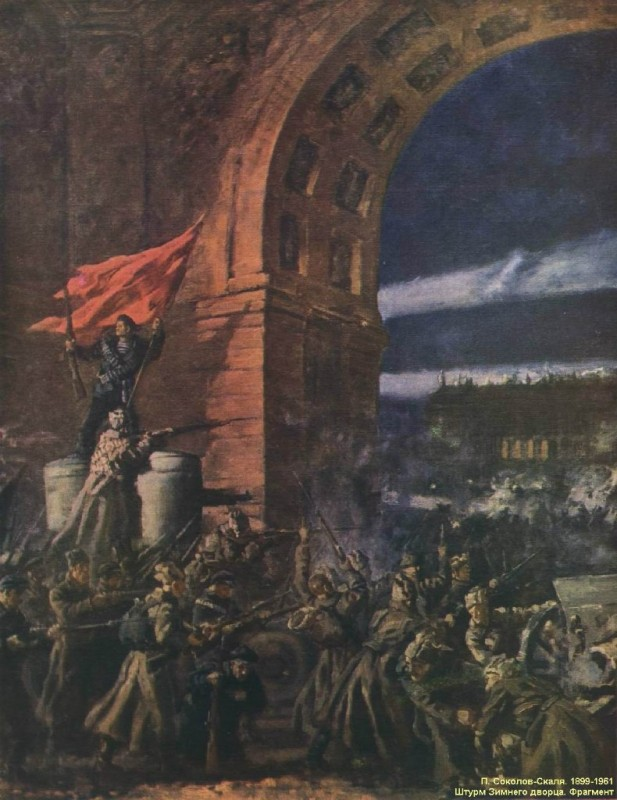 П. Соколов-Скаля. 1899-1961
Штурм Зимнего дворца. Фрагмент